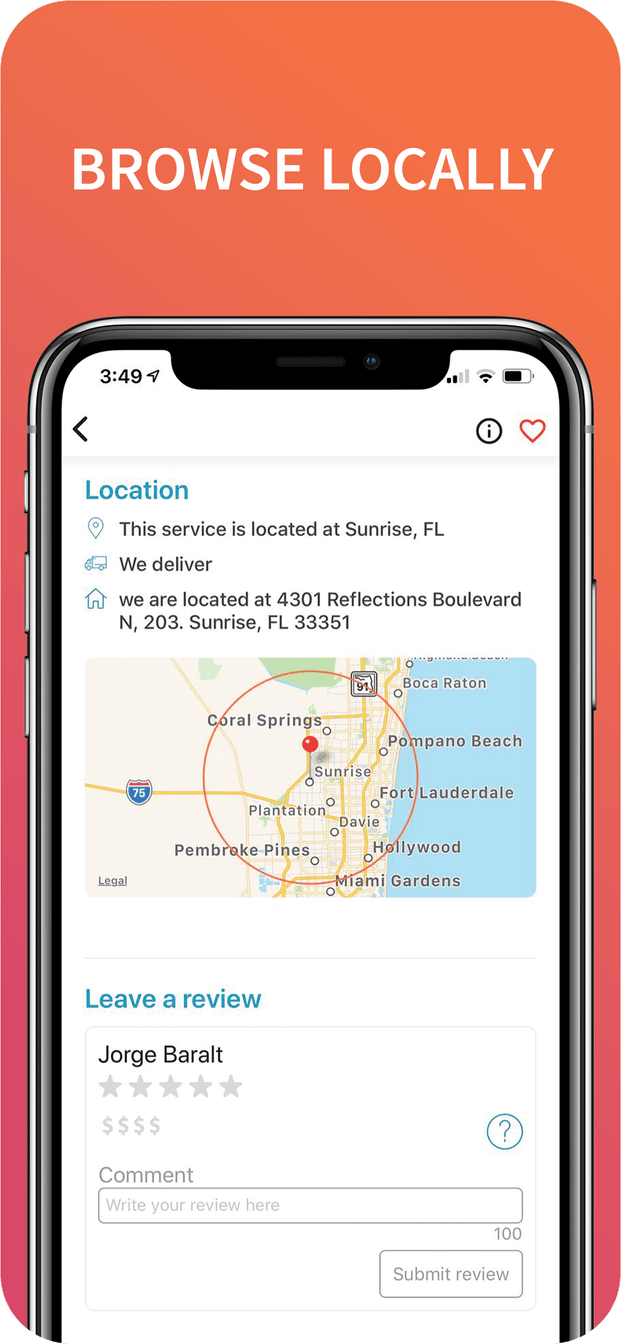 BROWSE LOCALLY
3:49
Location
This service is located at Sunrise, FL
We deliver
we are located at 4301 Reflections Boulevard
N, 203. Sunrise, FL 33351
Highland Beach
91
Boca Raton
Coral Springs
Pompano Beach
Sunrise
75
Fort Lauderdale
Plantation
Davie
Pembroke Pines
Hollywood
Legal
Miami Gardens
Leave a review
Jorge Baralt
$$$$
?
Comment
Write your review here
100
Submit review